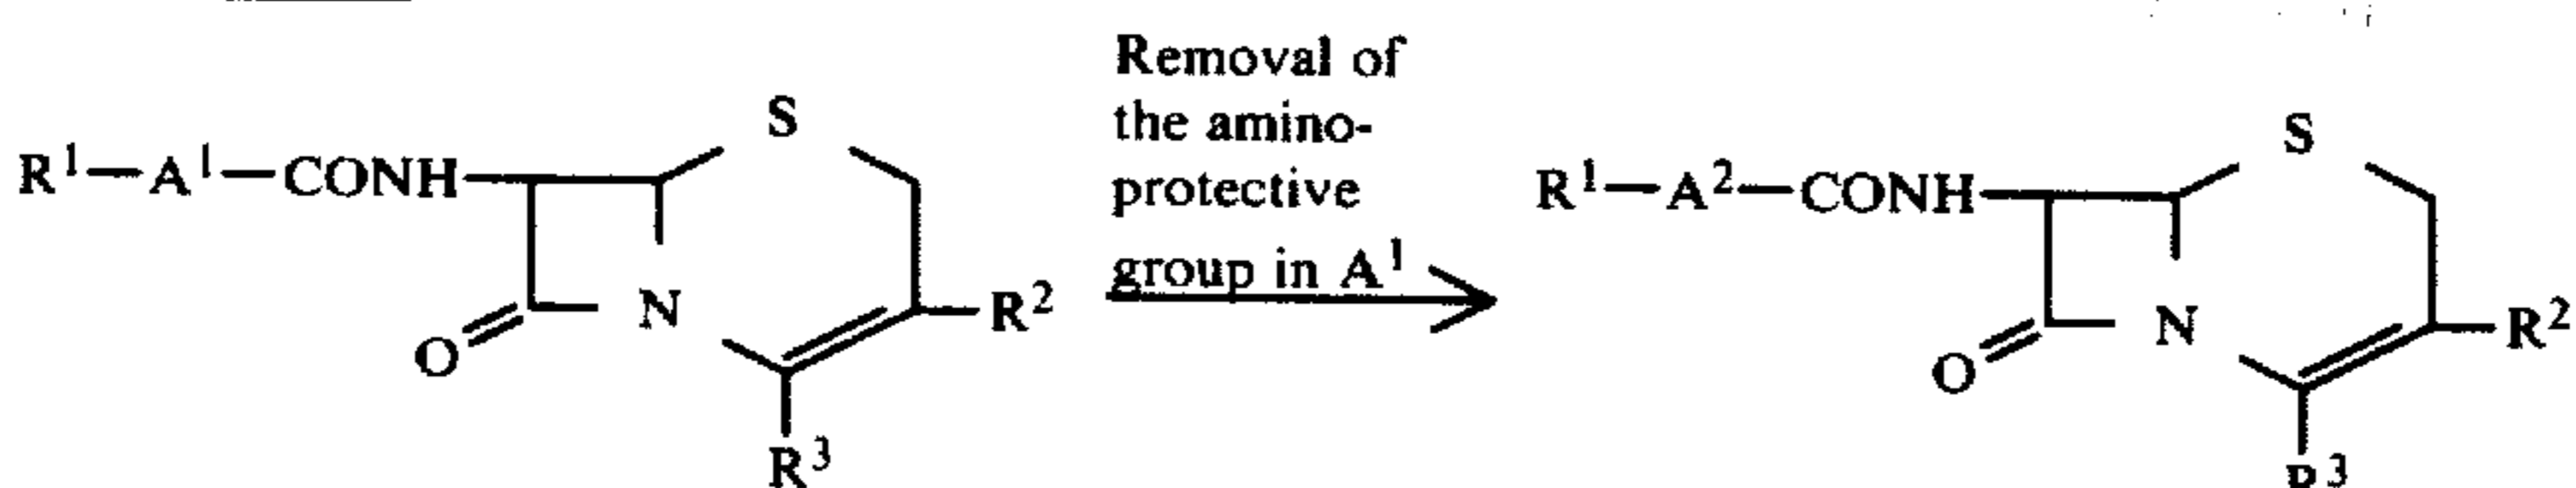 Removal of
the amino-
protective
group in A¹
S
R¹—A¹—CONH
O
N
R²
R³
S
R¹—A²—CONH
O
N
R²
R³